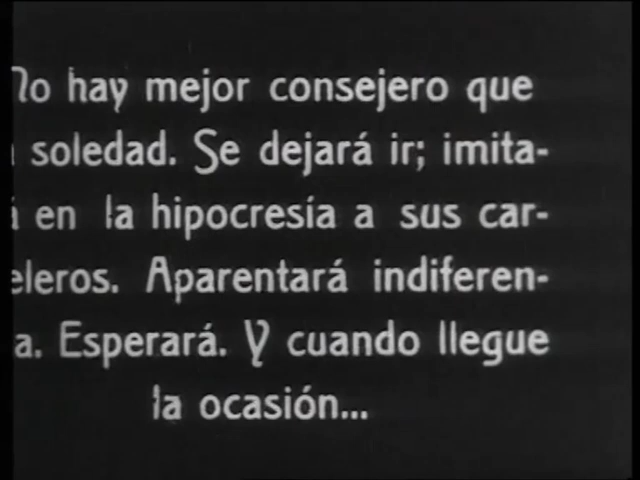 No hay mejor consejero que
soledad. Se dejará ir; imita-
á en la hipocresía a sus car-
eleros. Aparentará indiferen-
a. Esperará. Y cuando llegue
la ocasión...